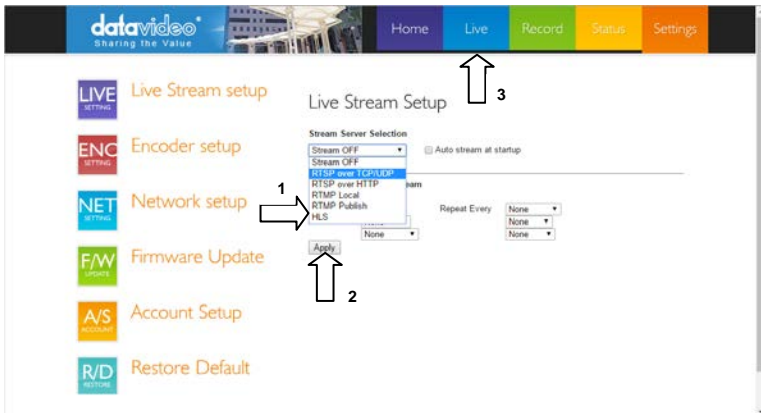 datavideo
Sharing the Value
Home
Live
Record
Status
Settings
3
LIVE
SETTING
Live Stream setup
ENC
SETTING
Encoder setup
NET
SETTING
Network setup
F/W
UPDATE
Firmware Update
A/S
ACCOUNT
Account Setup
R/D
RESTORE
Restore Default
Live Stream Setup
Stream Server Selection
Stream OFF
Auto stream at startup
Stream OFF
RTSP over TCP/UDP
RTSP over HTTP
RTMP Local
RTMP Publish
HLS
1
Repeat Every
None
None
None
None
Apply
2